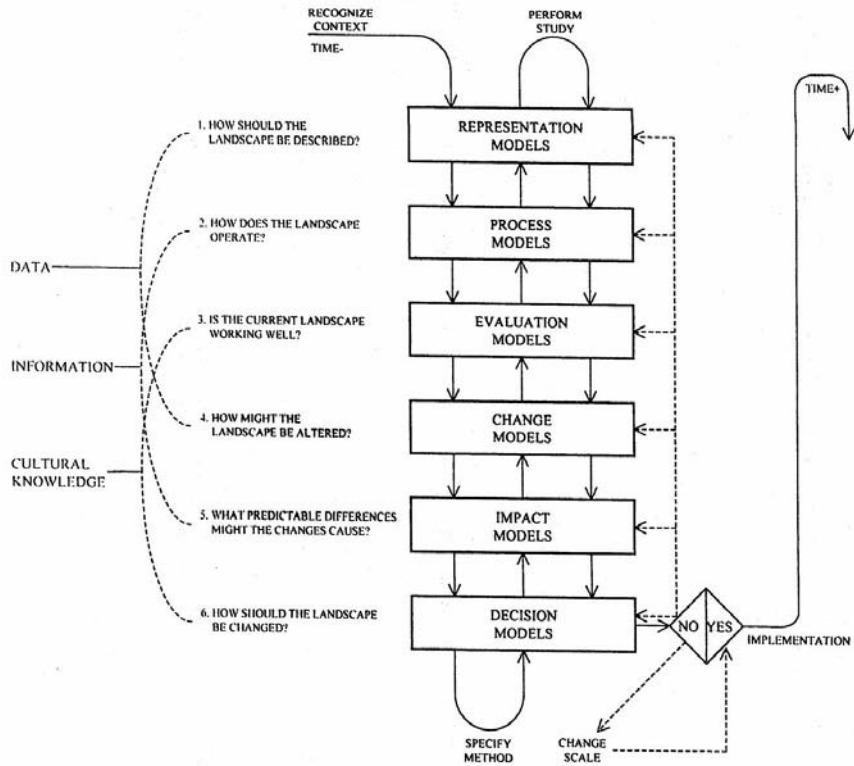 RECOGNIZE
CONTEXT
TIME-
PERFORM
STUDY
TIME+
1. HOW SHOULD THE
LANDSCAPE BE DESCRIBED?
REPRESENTATION
MODELS
2. HOW DOES THE LANDSCAPE
OPERATE?
PROCESS
MODELS
DATA
3. IS THE CURRENT LANDSCAPE
WORKING WELL?
EVALUATION
MODELS
INFORMATION
4. HOW MIGHT THE
LANDSCAPE BE ALTERED?
CHANGE
MODELS
CULTURAL
KNOWLEDGE
5. WHAT PREDICTABLE DIFFERENCES
MIGHT THE CHANGES CAUSE?
IMPACT
MODELS
6. HOW SHOULD THE LANDSCAPE
BE CHANGED?
DECISION
MODELS
NO YES
IMPLEMENTATION
SPECIFY
METHOD
CHANGE
SCALE